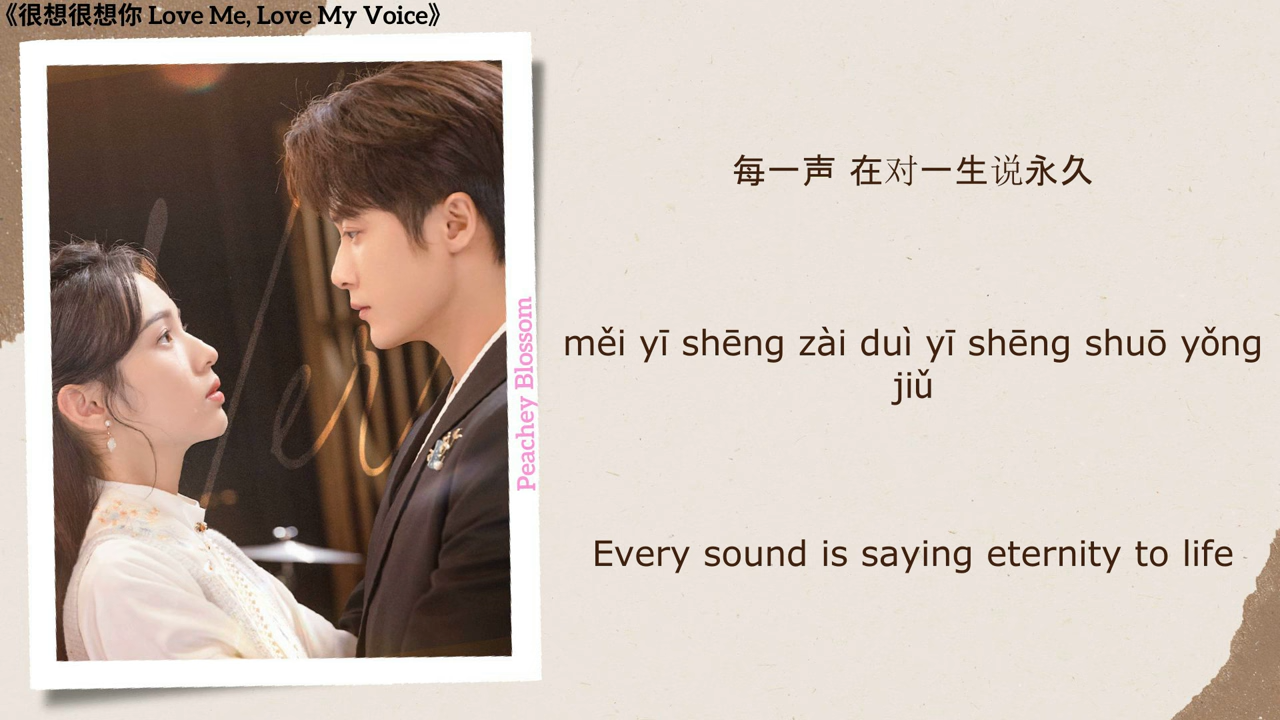 《很想很想你 Love Me, Love My Voice》
Peachey Blossom
每一声 在对一生说永久
měi yī shēng zài duì yī shēng shuō yǒng
jiǔ
Every sound is saying eternity to life